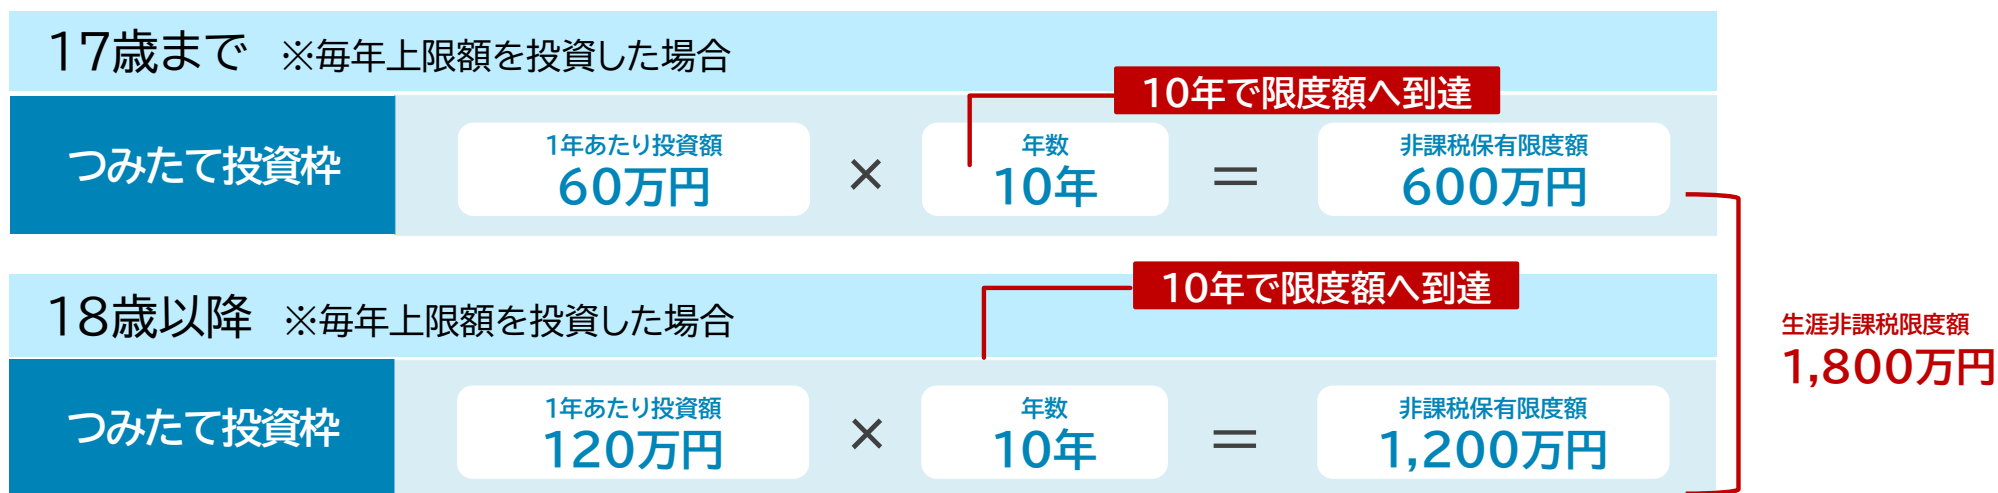 17歳まで ※毎年上限額を投資した場合
10年で限度額へ到達
つみたて投資枠
1年あたり投資額
60万円
×
年数
10年
＝
非課税保有限度額
600万円
18歳以降 ※毎年上限額を投資した場合
10年で限度額へ到達
つみたて投資枠
1年あたり投資額
120万円
×
年数
10年
＝
非課税保有限度額
1,200万円
生涯非課税限度額
1,800万円